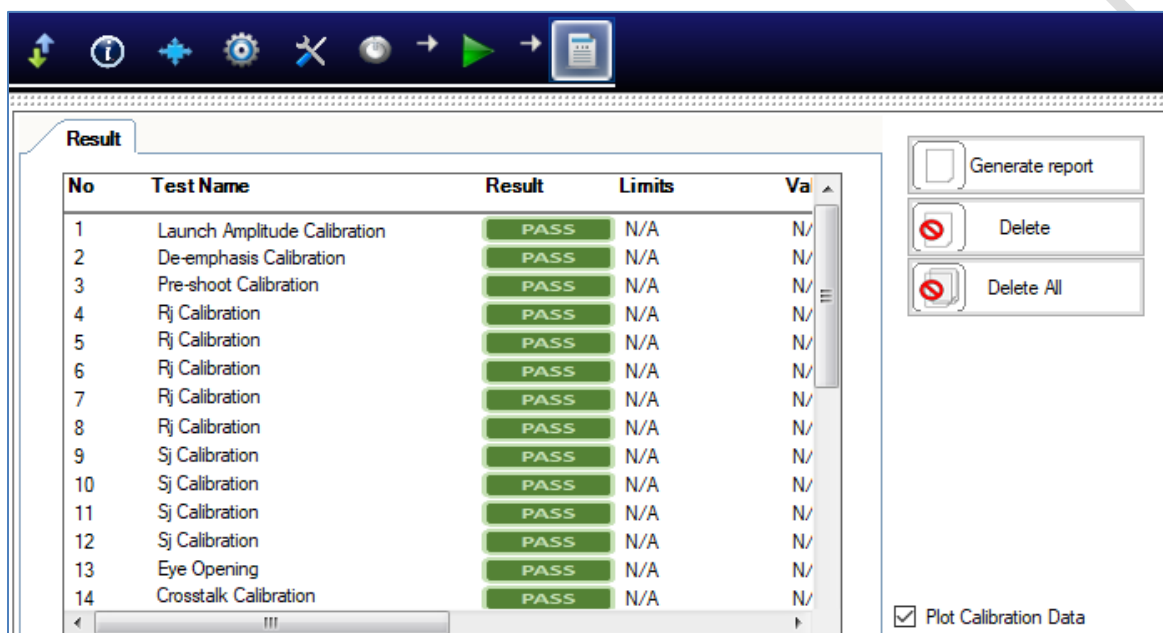 Result
No Test Name Result Limits Val
1 Launch Amplitude Calibration PASS N/A N/
2 De-emphasis Calibration PASS N/A N/
3 Pre-shoot Calibration PASS N/A N/
4 Rj Calibration PASS N/A N/
5 Rj Calibration PASS N/A N/
6 Rj Calibration PASS N/A N/
7 Rj Calibration PASS N/A N/
8 Rj Calibration PASS N/A N/
9 Sj Calibration PASS N/A N/
10 Sj Calibration PASS N/A N/
11 Sj Calibration PASS N/A N/
12 Sj Calibration PASS N/A N/
13 Eye Opening PASS N/A N/
14 Crosstalk Calibration PASS N/A N/
Generate report
Delete
Delete All
Plot Calibration Data